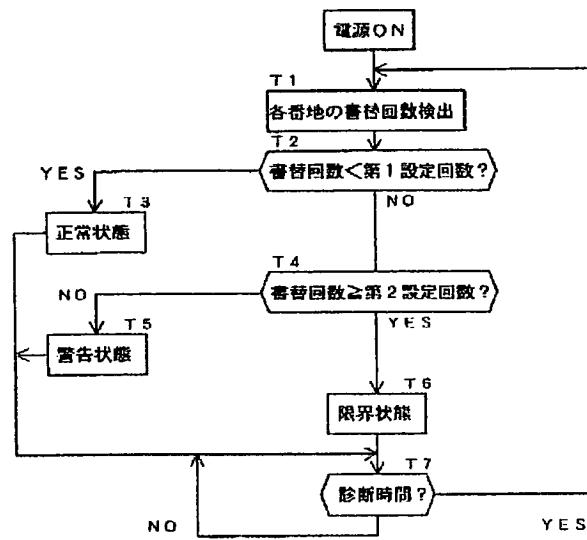 電源ON
T1
各番地の書替回数検出
T2
書替回数<第1設定回数?
YES
NO
T3
正常状態
T4
書替回数≧第2設定回数?
NO
YES
T5
警告状態
T6
限界状態
T7
診断時間?
NO
YES